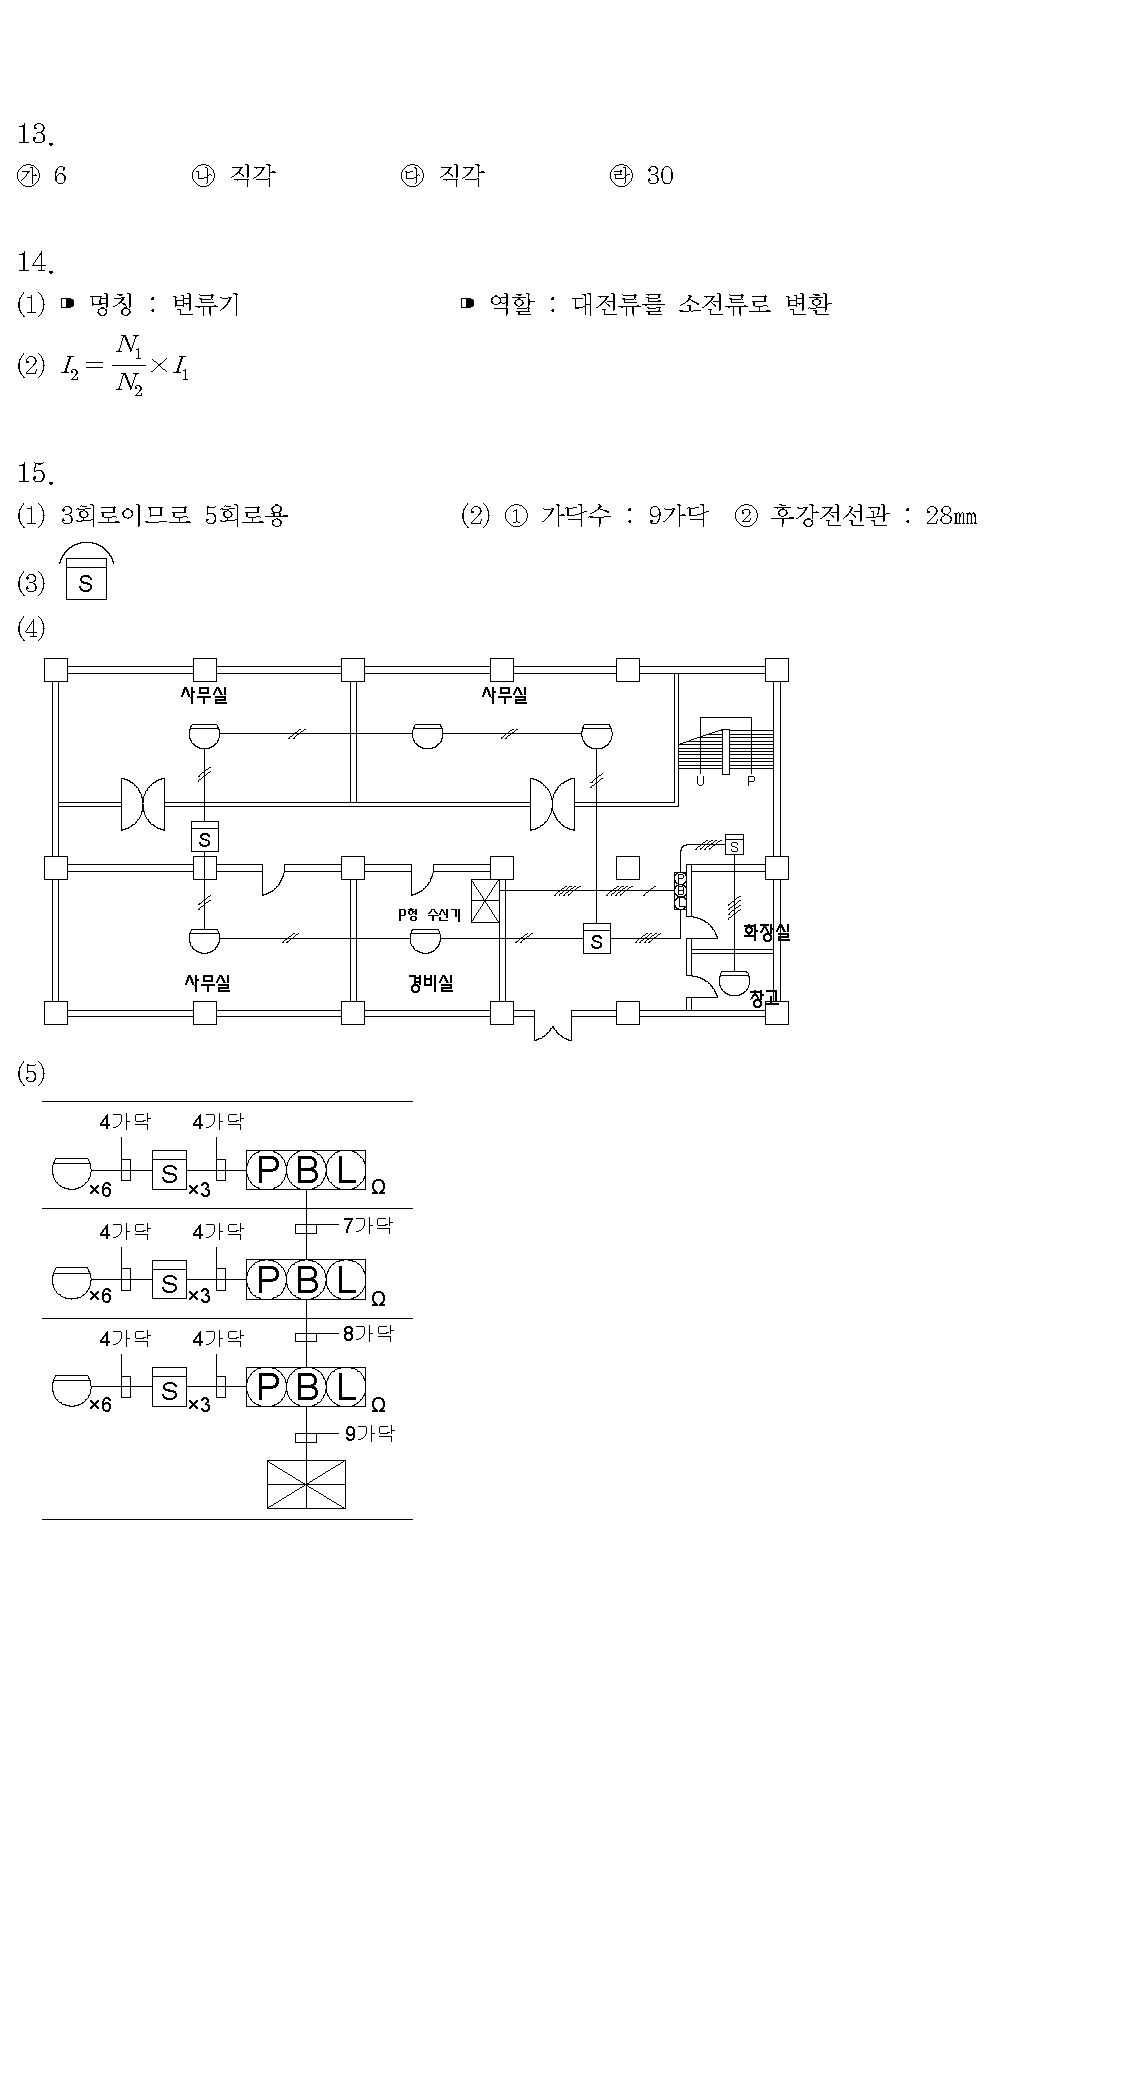 13.
㉮ 6 ㉯ 직각 ㉰ 직각 ㉱ 30
14.
(1) 명칭 : 변류기 역할 : 대전류를 소전류로 변환
(2) I₂ = N₁/N₂ × I₁
15.
(1) 3회로이므로 5회로용 (2) ① 가닥수 : 9가닥 ② 후강전선관 : 28㎜
(3) S
(4)
사무실 사무실
U P
S
S
P
B
L
P형 수신기
화장실
S
사무실 경비실
창고
(5)
4가닥 4가닥
×6 S ×3 P B L Ω
7가닥
4가닥 4가닥
×6 S ×3 P B L Ω
8가닥
4가닥 4가닥
×6 S ×3 P B L Ω
9가닥